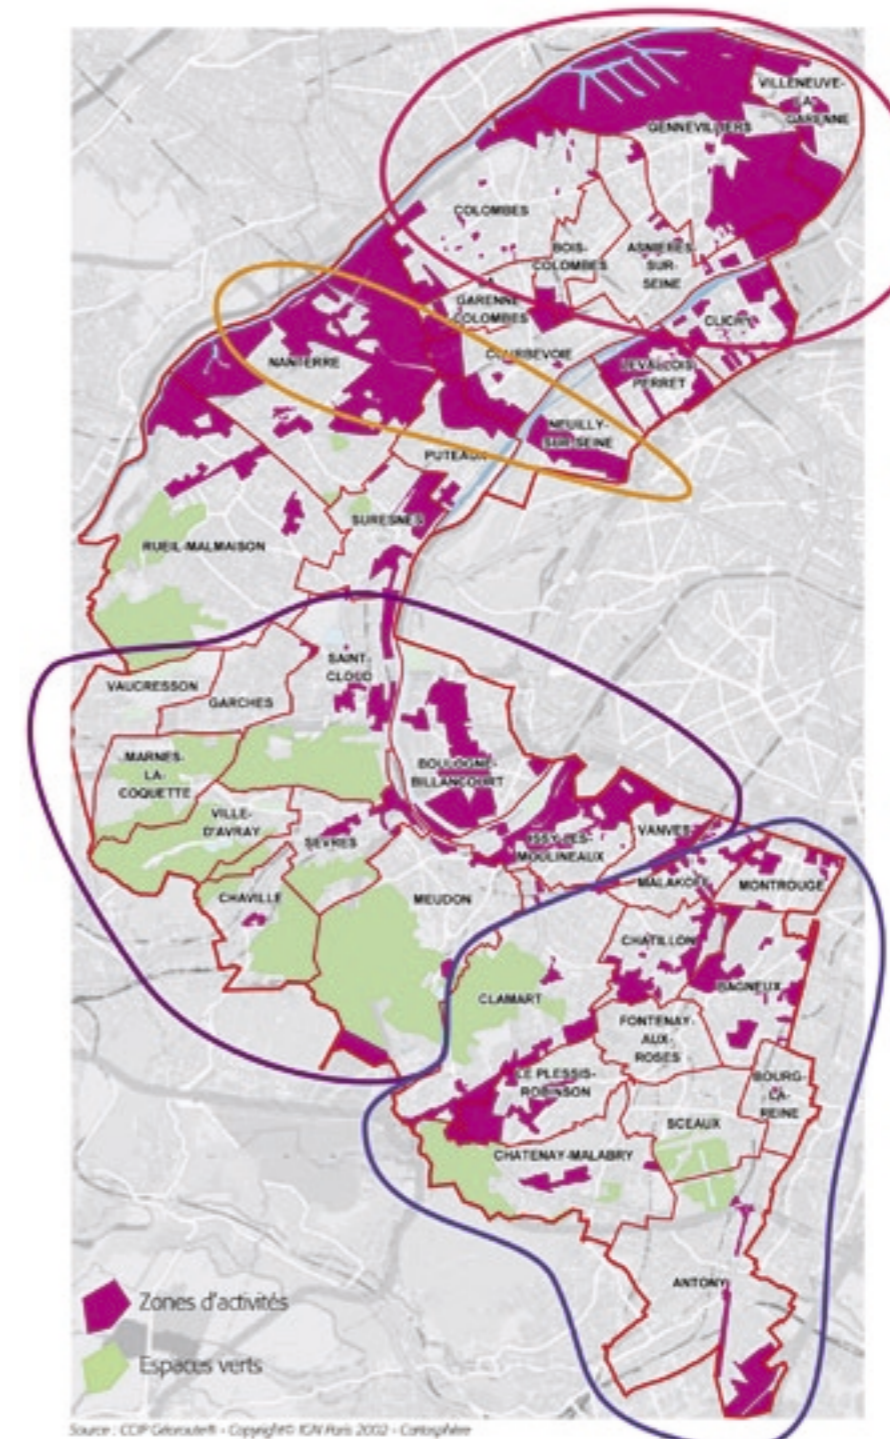 VILLENEUVE-
LA-
GARENNE
GENNEVILLIERS
COLOMBES
BOIS-
COLOMBES
ASNIERES-
SUR-
SEINE
GARENNE
COLOMBES
CLICHY
COURBEVOIE
NANTERRE
LEVALLOIS-
PERRET
NEUILLY-
SUR-SEINE
PUTEAUX
SURESNES
RUEIL-MALMAISON
SAINT-
CLOUD
VAUCRESSON
GARCHES
MARNES-
LA-
COQUETTE
BOULOGNE-
BILLANCOURT
VILLE-
D'AVRAY
SEVRES
ISSY-LES-
MOULINEAUX
VANVES
MALAKOFF
MONTROUGE
CHAVILLE
MEUDON
CHATILLON
BAGNEUX
CLAMART
FONTENAY-
AUX-
ROSES
LE PLESSIS-
ROBINSON
BOURG-
LA-
REINE
SCEAUX
CHATENAY-MALABRY
ANTONY
Zones d'activités
Espaces verts
Source : CCIP Géoroute® - Copyright© IGN Paris 2002 - Cartosphère